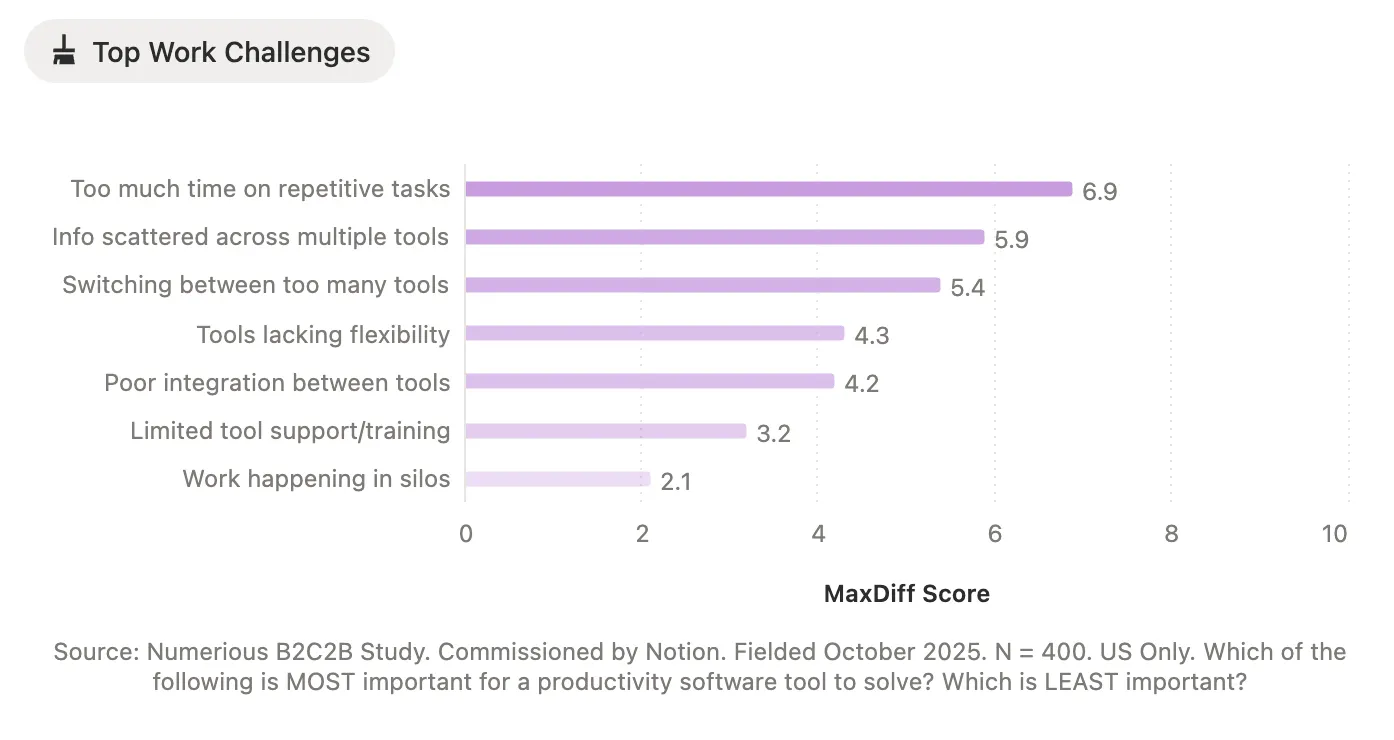 Top Work Challenges
Too much time on repetitive tasks 6.9
Info scattered across multiple tools 5.9
Switching between too many tools 5.4
Tools lacking flexibility 4.3
Poor integration between tools 4.2
Limited tool support/training 3.2
Work happening in silos 2.1
0 2 4 6 8 10
MaxDiff Score
Source: Numerious B2C2B Study. Commissioned by Notion. Fielded October 2025. N = 400. US Only. Which of the
following is MOST important for a productivity software tool to solve? Which is LEAST important?